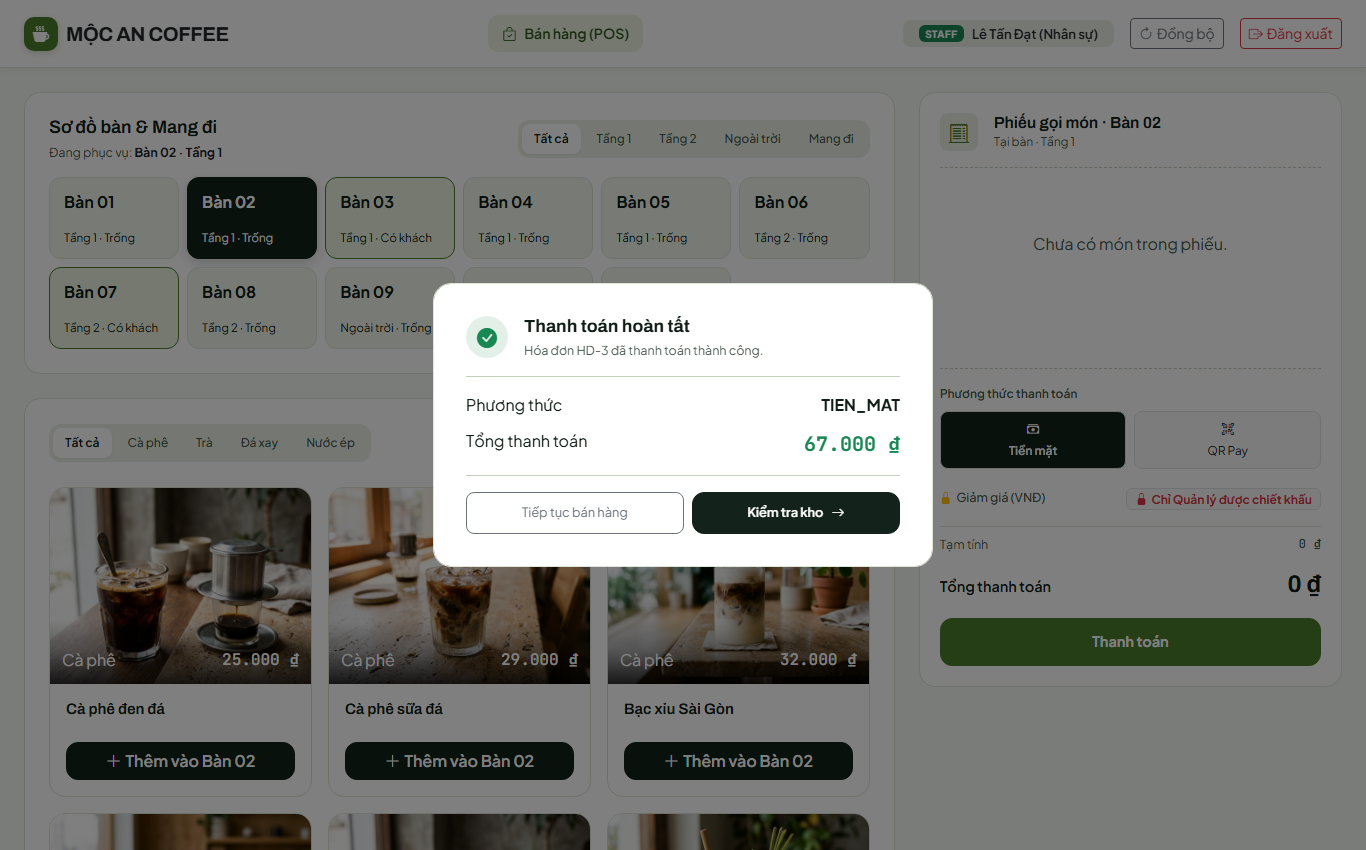 MỘC AN COFFEE
Bán hàng (POS)
STAFF Lê Tấn Đạt (Nhân sự)
Đồng bộ
Đăng xuất
Sơ đồ bàn & Mang đi
Đang phục vụ: Bàn 02 · Tầng 1
Tất cả Tầng 1 Tầng 2 Ngoài trời Mang đi
Bàn 01
Tầng 1 · Trống
Bàn 02
Tầng 1 · Trống
Bàn 03
Tầng 1 · Có khách
Bàn 04
Tầng 1 · Trống
Bàn 05
Tầng 1 · Trống
Bàn 06
Tầng 2 · Trống
Bàn 07
Tầng 2 · Có khách
Bàn 08
Tầng 2 · Trống
Bàn 09
Ngoài trời · Trống
Thanh toán hoàn tất
Hóa đơn HD-3 đã thanh toán thành công.
Phương thức TIEN_MAT
Tổng thanh toán 67.000 ₫
Tiếp tục bán hàng
Kiểm tra kho →
Tất cả Cà phê Trà Đá xay Nước ép
Cà phê 25.000 ₫
Cà phê đen đá
+ Thêm vào Bàn 02
Cà phê 29.000 ₫
Cà phê sữa đá
+ Thêm vào Bàn 02
Cà phê 32.000 ₫
Bạc xỉu Sài Gòn
+ Thêm vào Bàn 02
Phiếu gọi món · Bàn 02
Tại bàn · Tầng 1
Chưa có món trong phiếu.
Phương thức thanh toán
Tiền mặt
QR Pay
Giảm giá (VNĐ)
Chỉ Quản lý được chiết khấu
Tạm tính 0 ₫
Tổng thanh toán 0 ₫
Thanh toán